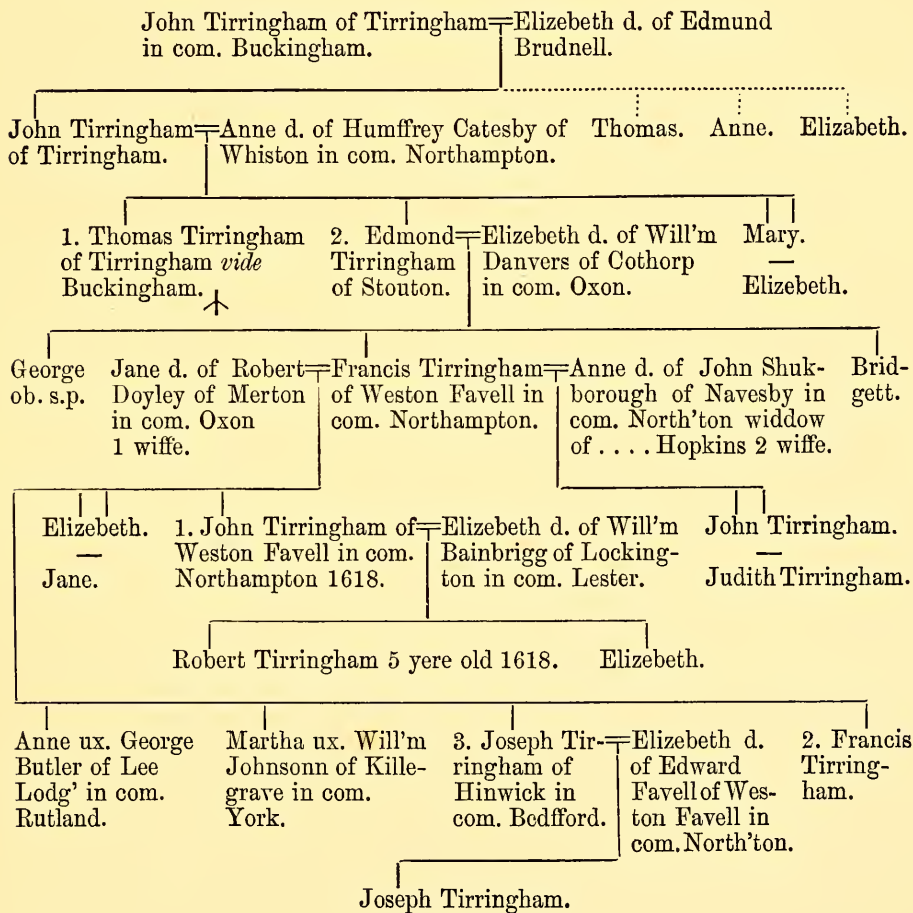 John Tirringham of Tirringham
in com. Buckingham.
Elizebeth d. of Edmund
Brudnell.
John Tirringham
of Tirringham.
Anne d. of Humffrey Catesby of
Whiston in com. Northampton.
Thomas.
Anne.
Elizabeth.
1. Thomas Tirringham
of Tirringham vide
Buckingham.
2. Edmond
Tirringham
of Stouton.
Elizebeth d. of Will'm
Danvers of Cothorp
in com. Oxon.
Mary.
—
Elizebeth.
George
ob. s.p.
Jane d. of Robert
Doyley of Merton
in com. Oxon
1 wiffe.
Francis Tirringham
of Weston Favell in
com. Northampton.
Anne d. of John Shuk-
borough of Navesby in
com. North'ton widdow
of .... Hopkins 2 wiffe.
Brid-
gett.
Elizebeth.
—
Jane.
1. John Tirringham of
Weston Favell in com.
Northampton 1618.
Elizebeth d. of Will'm
Bainbrigg of Locking-
ton in com. Lester.
John Tirringham.
—
Judith Tirringham.
Robert Tirringham 5 yere old 1618.
Elizebeth.
Anne ux. George
Butler of Lee
Lodg' in com.
Rutland.
Martha ux. Will'm
Johnsonn of Kille-
grave in com.
York.
3. Joseph Tir-
ringham of
Hinwick in
com. Bedfford.
Elizebeth d.
of Edward
Favell of Wes-
ton Favell in
com. North'ton.
2. Francis
Tirring-
ham.
Joseph Tirringham.